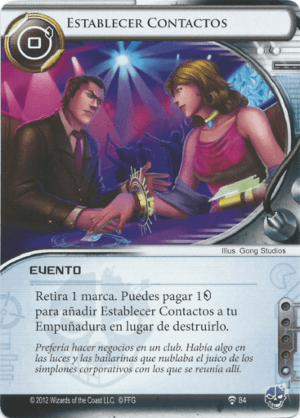 ESTABLECER CONTACTOS
0
Illus. Gong Studios
EVENTO
Retira 1 marca. Puedes pagar 1
para añadir Establecer Contactos a tu
Empuñadura en lugar de destruirlo.
Prefería hacer negocios en un club. Había algo en
las luces y las bailarinas que nublaba el juico de los
simplones corporativos con los que se reunía allí.
© 2012 Wizards of the Coast LLC. © FFG
84